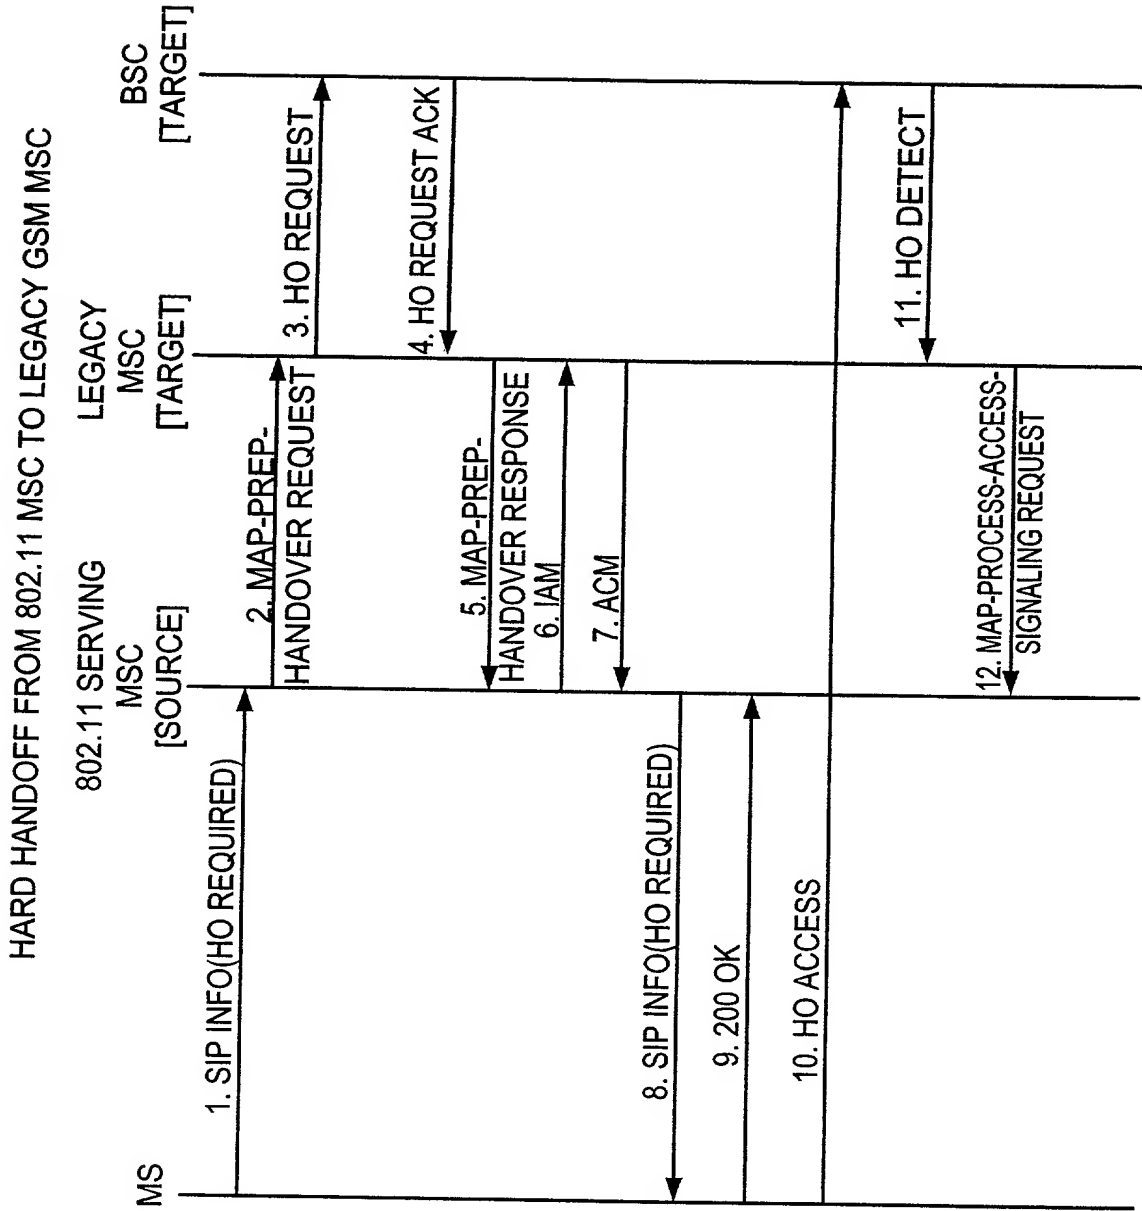 HARD HANDOFF FROM 802.11 MSC TO LEGACY GSM MSC
MS
802.11 SERVING
MSC
[SOURCE]
LEGACY
MSC
[TARGET]
BSC
[TARGET]
1. SIP INFO(HO REQUIRED)
2. MAP-PREP-
HANDOVER REQUEST
3. HO REQUEST
4. HO REQUEST ACK
5. MAP-PREP-
HANDOVER RESPONSE
6. IAM
7. ACM
8. SIP INFO(HO REQUIRED)
9. 200 OK
10. HO ACCESS
11. HO DETECT
12. MAP-PROCESS-ACCESS-
SIGNALING REQUEST